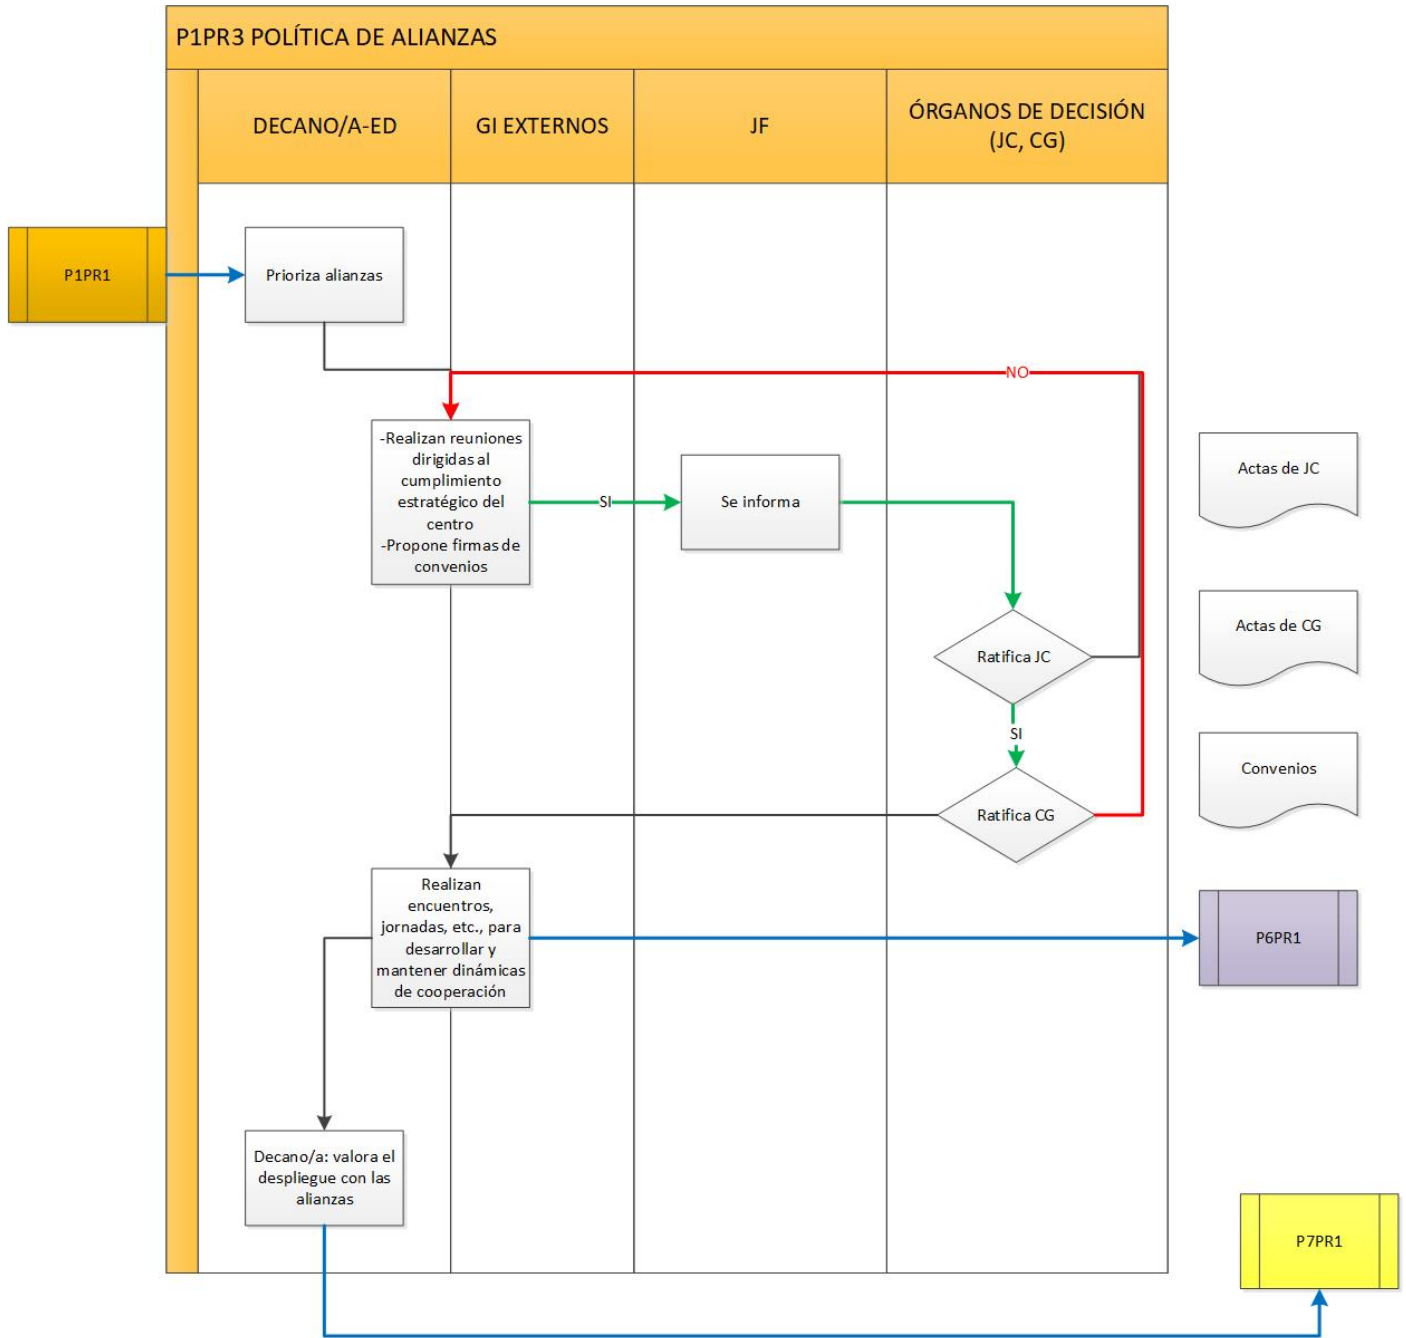 P1PR3 POLÍTICA DE ALIANZAS
DECANO/A-ED
GI EXTERNOS
JF
ÓRGANOS DE DECISIÓN
(JC, CG)
P1PR1
Prioriza alianzas
NO
-Realizan reuniones
dirigidas al
cumplimiento
estratégico del
centro
-Propone firmas de
convenios
SI
Se informa
Actas de JC
Ratifica JC
Actas de CG
SI
Ratifica CG
Convenios
Realizan
encuentros,
jornadas, etc., para
desarrollar y
mantener dinámicas
de cooperación
P6PR1
Decano/a: valora el
despliegue con las
alianzas
P7PR1